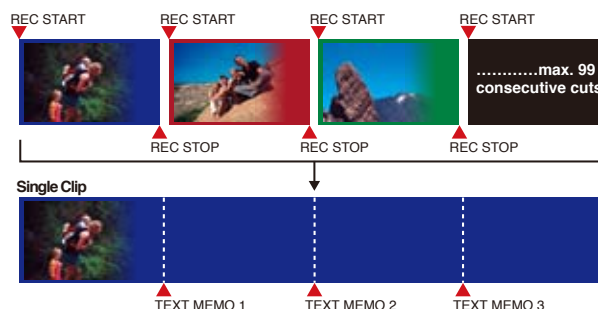 REC START REC START REC START REC START
............max. 99
consecutive cuts
REC STOP REC STOP REC STOP
Single Clip
TEXT MEMO 1 TEXT MEMO 2 TEXT MEMO 3